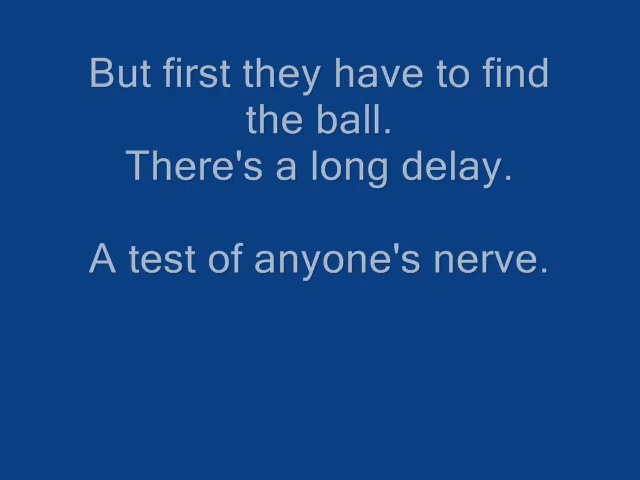 But first they have to find
the ball.
There's a long delay.
A test of anyone's nerve.